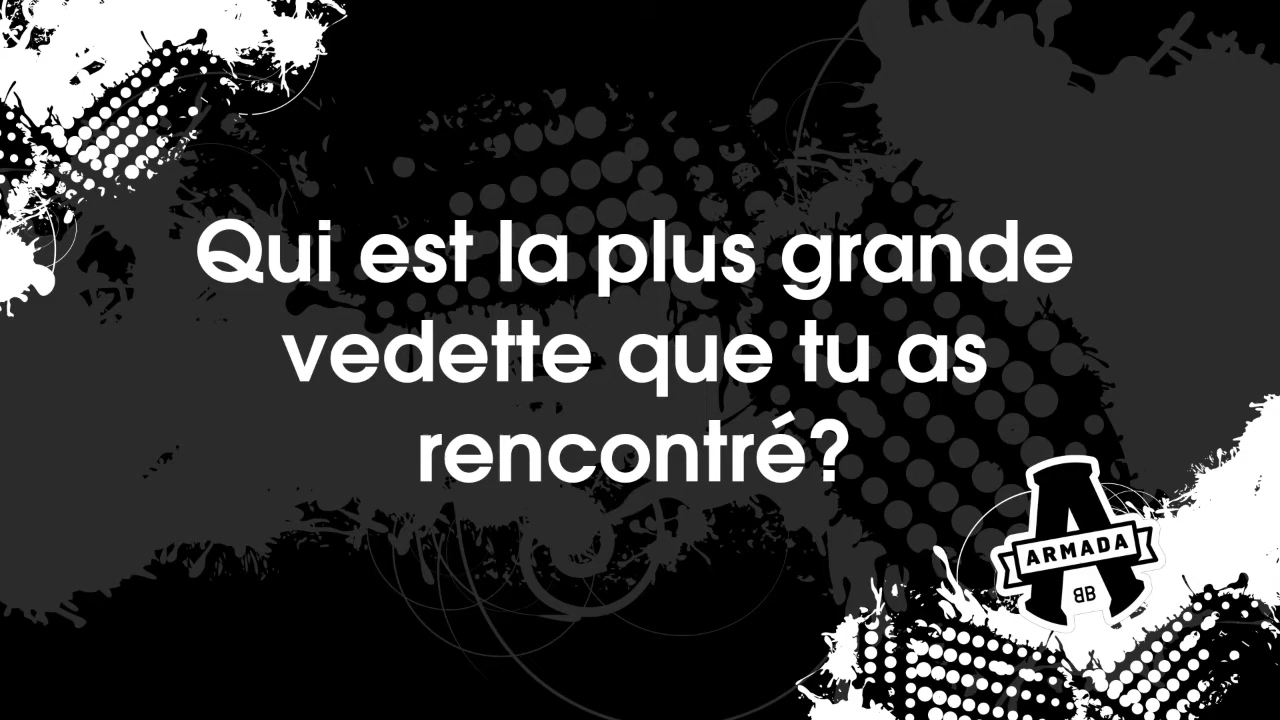 Qui est la plus grande
vedette que tu as
rencontré?
ARMADA
BB